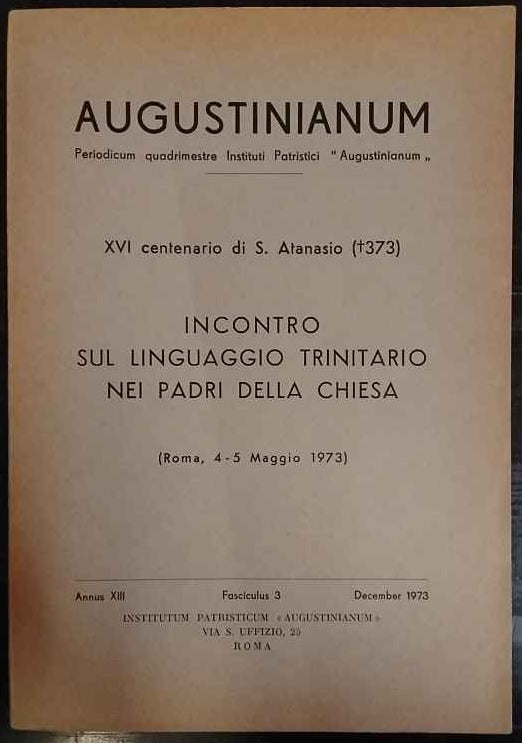 AUGUSTINIANUM
Periodicum quadrimestre Instituti Patristici "Augustinianum„
XVI centenario di S. Atanasio (†373)
INCONTRO
SUL LINGUAGGIO TRINITARIO
NEI PADRI DELLA CHIESA
(Roma, 4-5 Maggio 1973)
Annus XIII Fasciculus 3 December 1973
INSTITUTUM PATRISTICUM «AUGUSTINIANUM»
VIA S. UFFIZIO, 25
ROMA